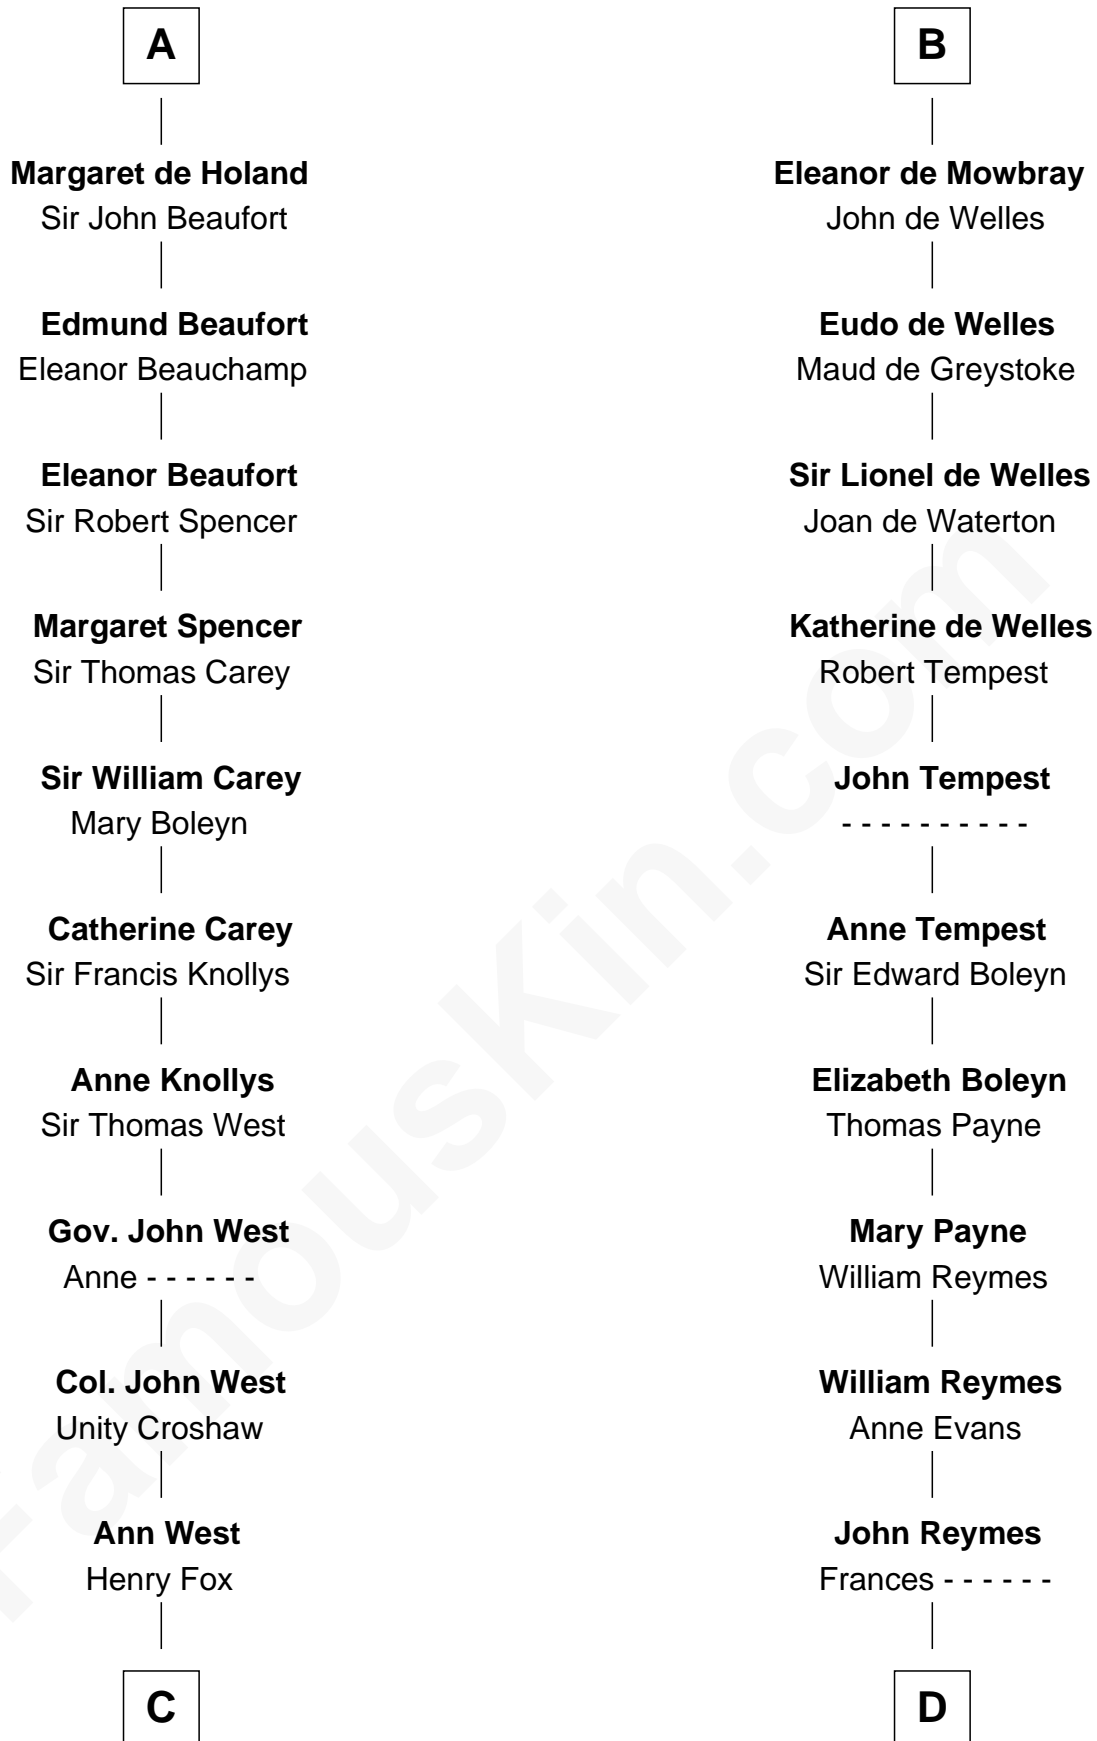 A
Margaret de Holand
Sir John Beaufort
Edmund Beaufort
Eleanor Beauchamp
Eleanor Beaufort
Sir Robert Spencer
Margaret Spencer
Sir Thomas Carey
Sir William Carey
Mary Boleyn
Catherine Carey
Sir Francis Knollys
Anne Knollys
Sir Thomas West
Gov. John West
Anne - - - - - -
Col. John West
Unity Croshaw
Ann West
Henry Fox
C
B
Eleanor de Mowbray
John de Welles
Eudo de Welles
Maud de Greystoke
Sir Lionel de Welles
Joan de Waterton
Katherine de Welles
Robert Tempest
John Tempest
- - - - - - - - - -
Anne Tempest
Sir Edward Boleyn
Elizabeth Boleyn
Thomas Payne
Mary Payne
William Reymes
William Reymes
Anne Evans
John Reymes
Frances - - - - - -
D
FamousKin.com